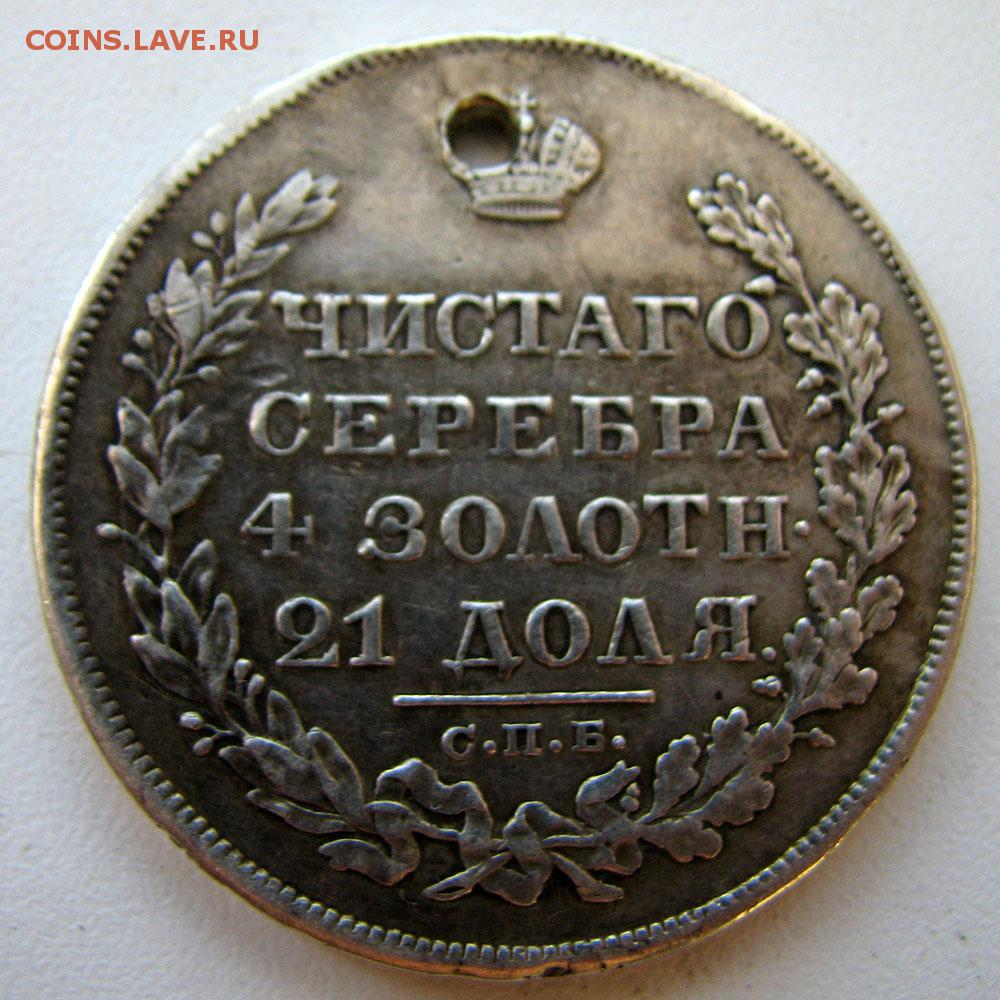 COINS.LAVE.RU
ЧИСТАГО
СЕРЕБРА
4 ЗОЛОТН.
21 ДОЛЯ.
С.П.Б.